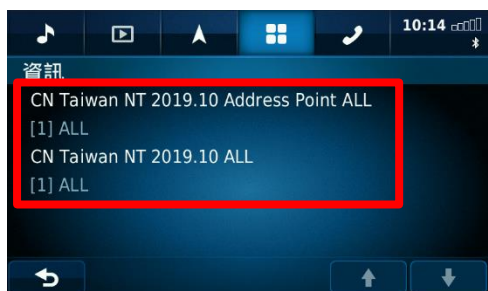 10:14
資訊
CN Taiwan NT 2019.10 Address Point ALL
[1] ALL
CN Taiwan NT 2019.10 ALL
[1] ALL